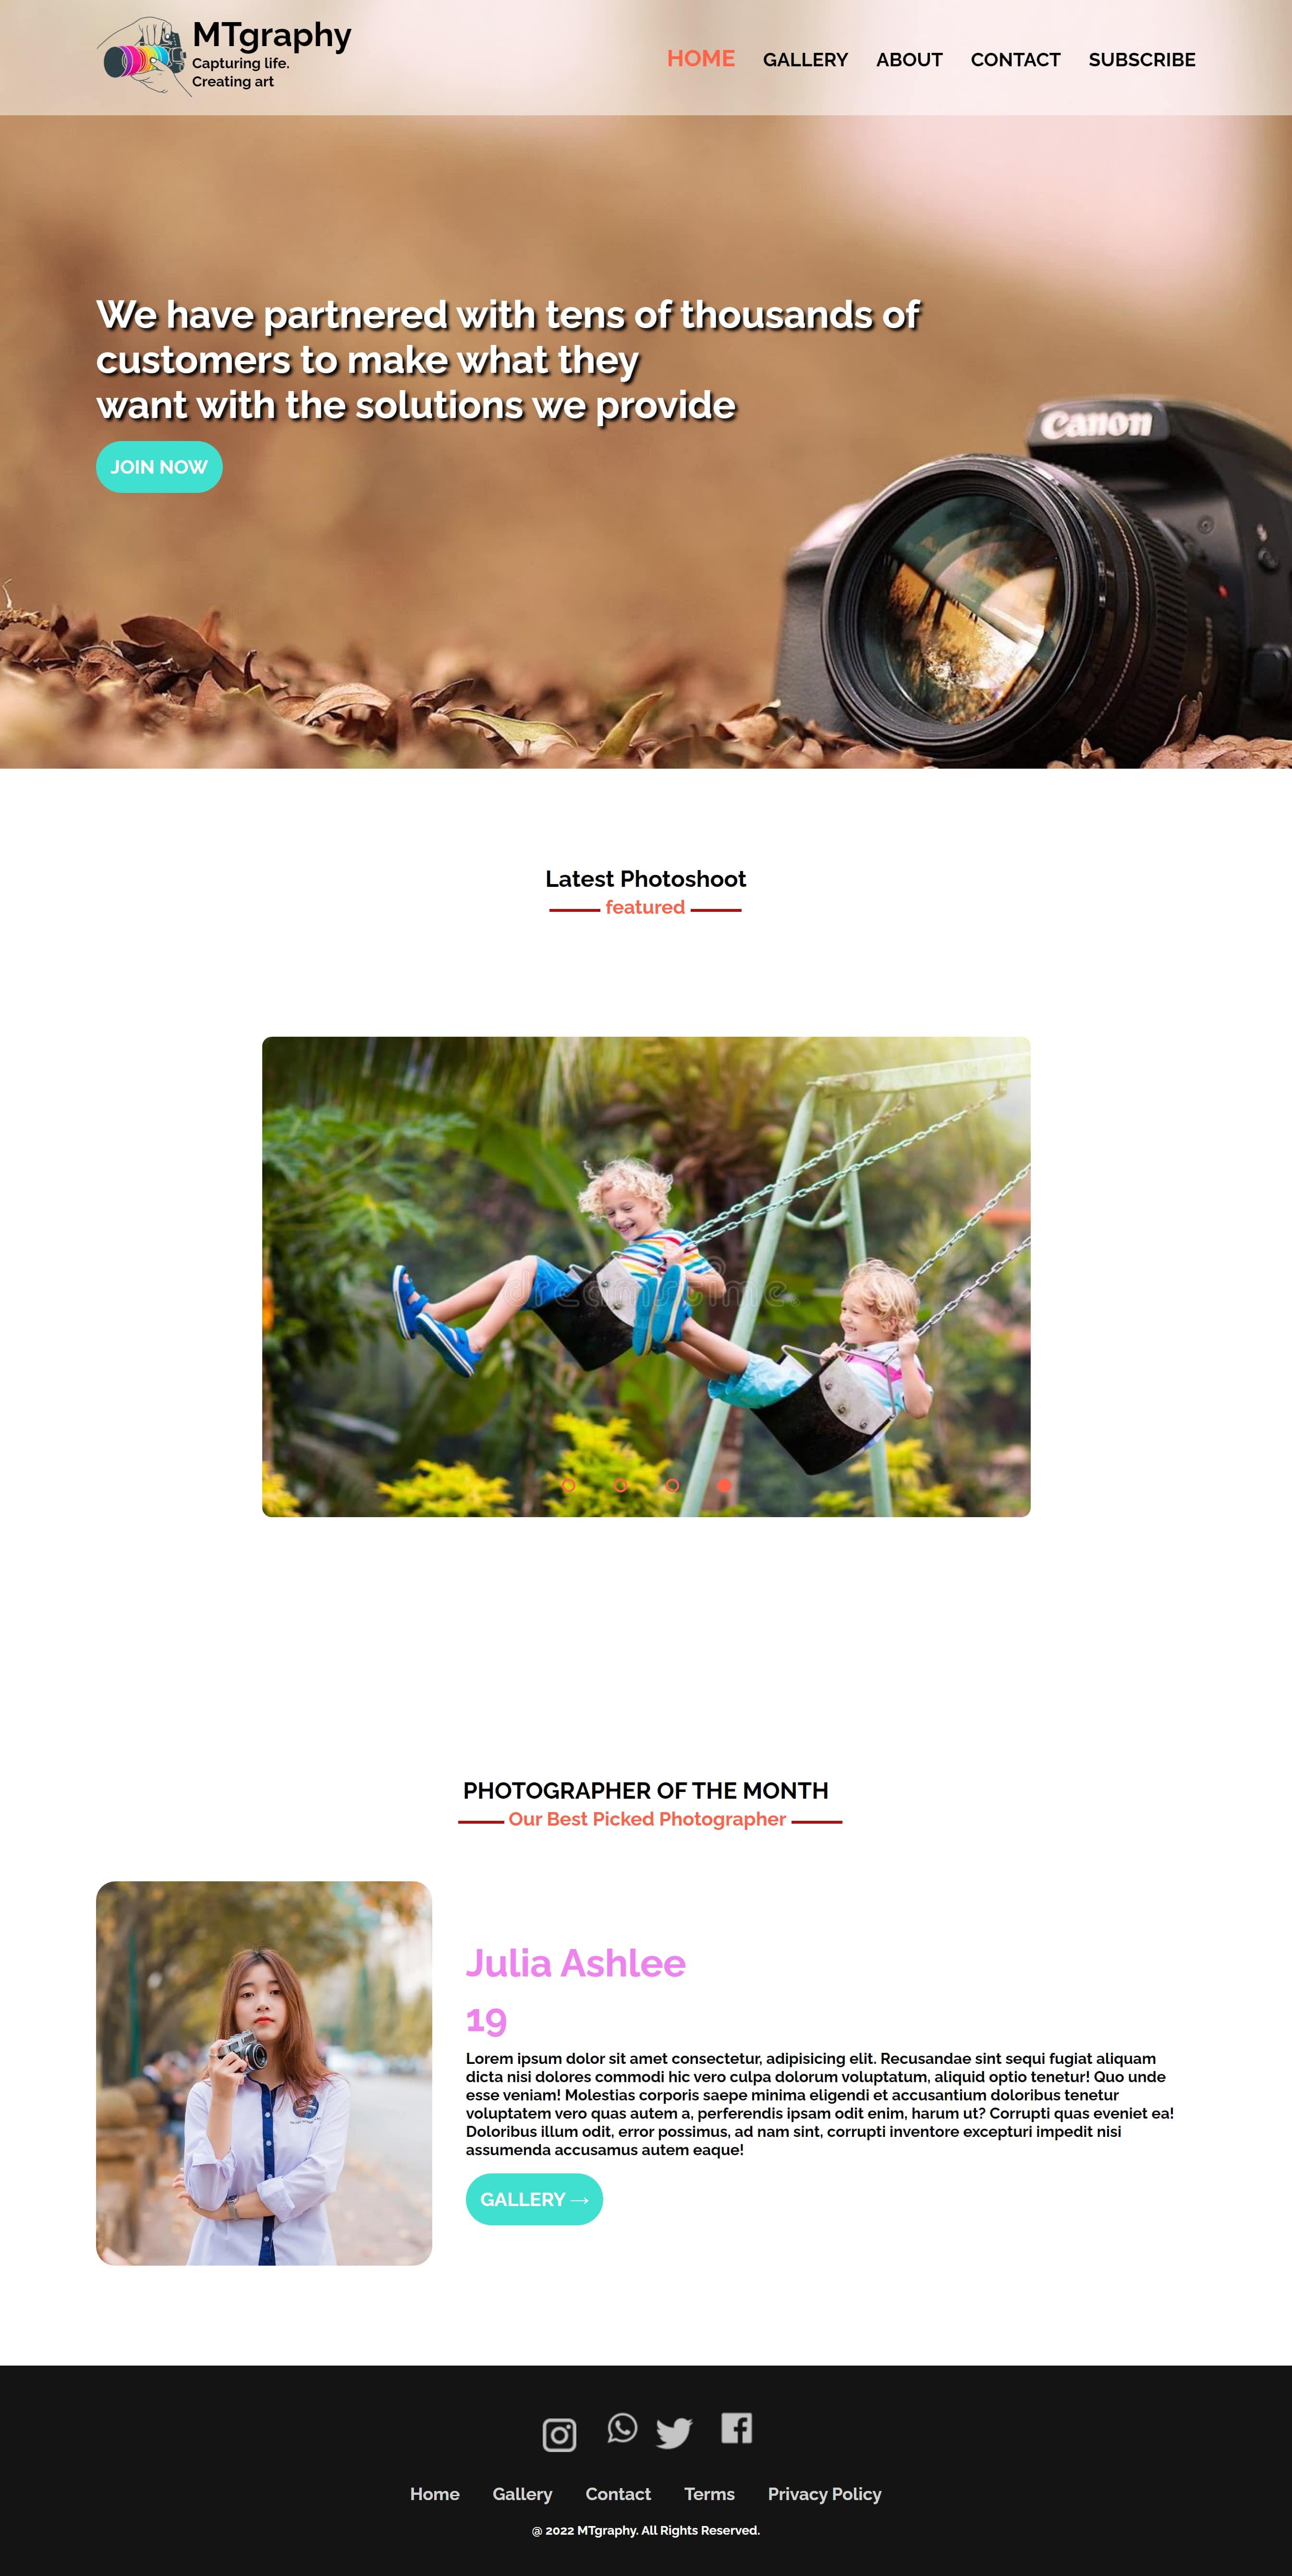 MTgraphy
Capturing life.
Creating art
HOME GALLERY ABOUT CONTACT SUBSCRIBE
We have partnered with tens of thousands of
customers to make what they
want with the solutions we provide
JOIN NOW
Canon
Latest Photoshoot
featured
dreamstime.
PHOTOGRAPHER OF THE MONTH
Our Best Picked Photographer
Julia Ashlee
19
Lorem ipsum dolor sit amet consectetur, adipisicing elit. Recusandae sint sequi fugiat aliquam
dicta nisi dolores commodi hic vero culpa dolorum voluptatum, aliquid optio tenetur! Quo unde
esse veniam! Molestias corporis saepe minima eligendi et accusantium doloribus tenetur
voluptatem vero quas autem a, perferendis ipsam odit enim, harum ut? Corrupti quas eveniet ea!
Doloribus illum odit, error possimus, ad nam sint, corrupti inventore excepturi impedit nisi
assumenda accusamus autem eaque!
GALLERY →
Home Gallery Contact Terms Privacy Policy
@ 2022 MTgraphy. All Rights Reserved.